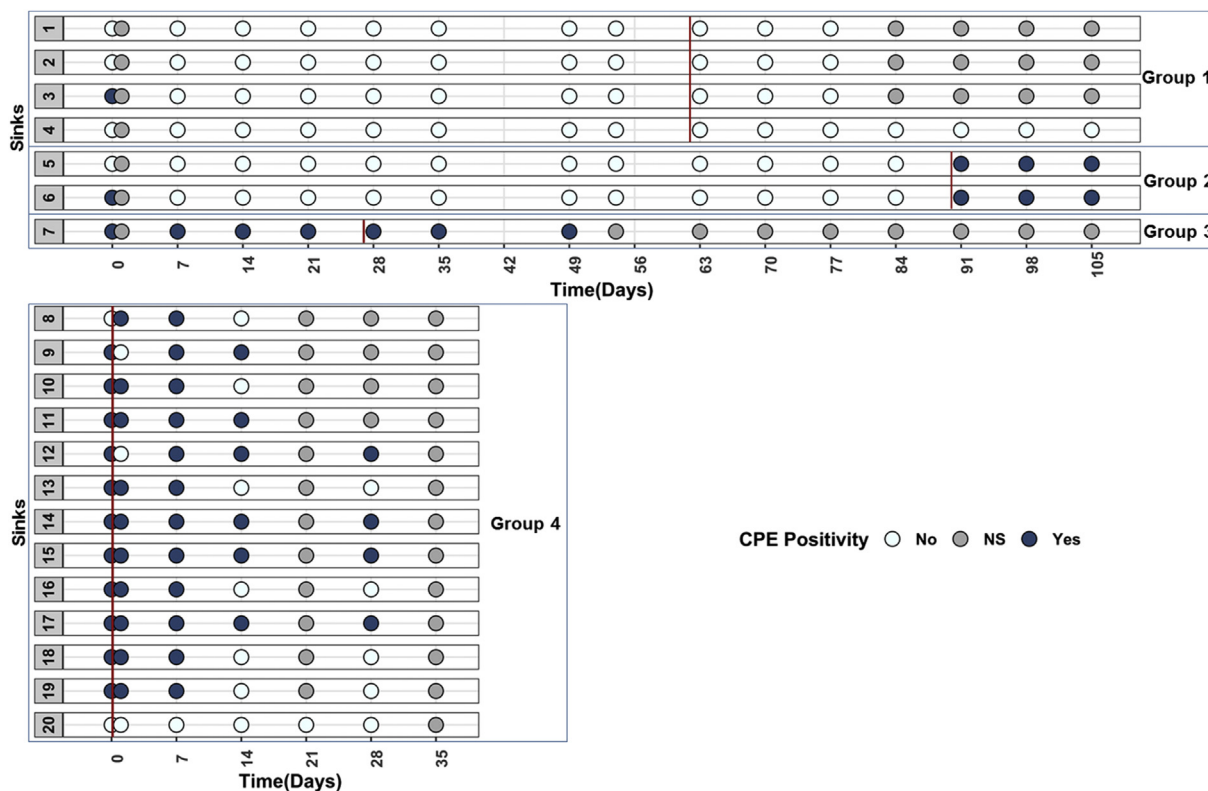 1
2
3
4
Group 1
5
6
Group 2
7
Group 3
Sinks
0 7 14 21 28 35 42 49 56 63 70 77 84 91 98 105
Time(Days)
8
9
10
11
12
13
14
15
16
17
18
19
20
Group 4
Sinks
0 7 14 21 28 35
Time(Days)
CPE Positivity No NS Yes